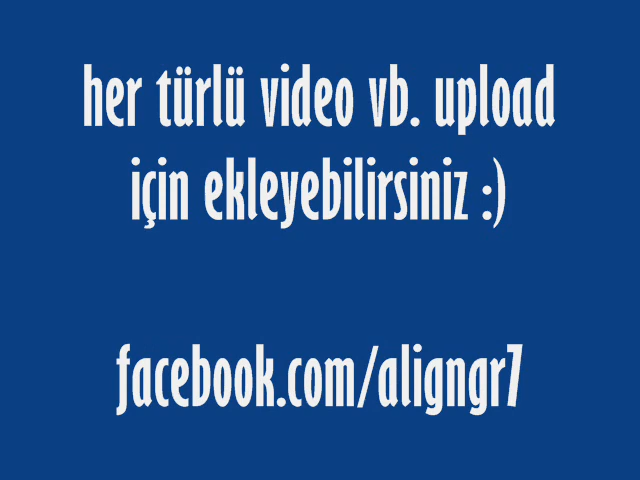 her türlü video vb. upload
için ekleyebilirsiniz :)
facebook.com/aligngr7